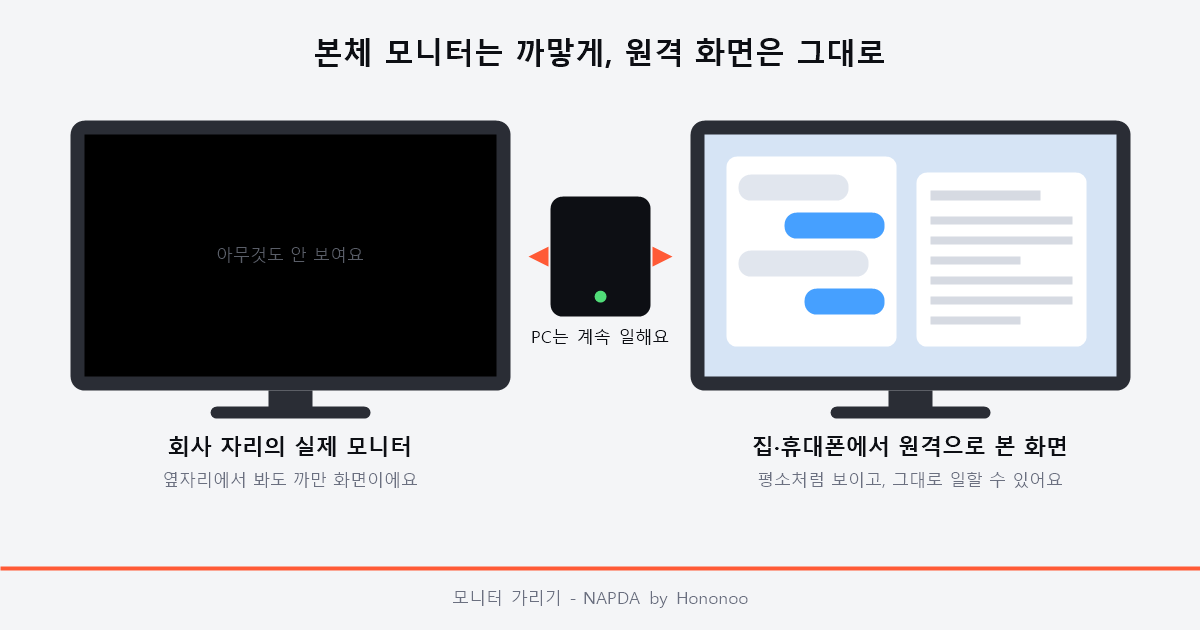 본체 모니터는 까맣게, 원격 화면은 그대로
아무것도 안 보여요
PC는 계속 일해요
회사 자리의 실제 모니터
옆자리에서 봐도 까만 화면이에요
집·휴대폰에서 원격으로 본 화면
평소처럼 보이고, 그대로 일할 수 있어요
모니터 가리기 - NAPDA by Hononoo